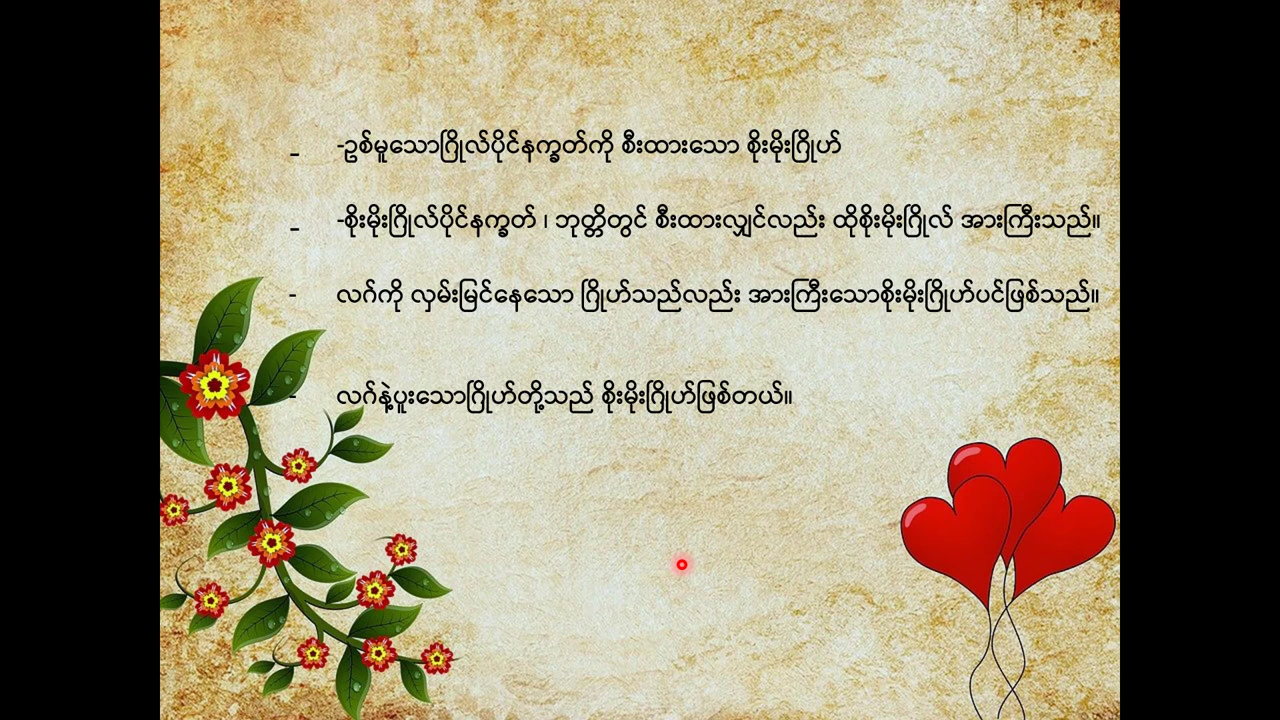 - -ဥစ်မူသောဂြိုလ်ပိုင်နက္ခတ်ကို စီးထားသော စိုးမိုးဂြိုဟ်
- -စိုးမိုးဂြိုလ်ပိုင်နက္ခတ် ၊ ဘုတ္တိတွင် စီးထားလျှင်လည်း ထိုစိုးမိုးဂြိုလ် အားကြီးသည်။
- လဂ်ကို လှမ်းမြင်နေသော ဂြိုဟ်သည်လည်း အားကြီးသောစိုးမိုးဂြိုဟ်ပင်ဖြစ်သည်။
- လဂ်နဲ့ပူးသောဂြိုဟ်တို့သည် စိုးမိုးဂြိုဟ်ဖြစ်တယ်။